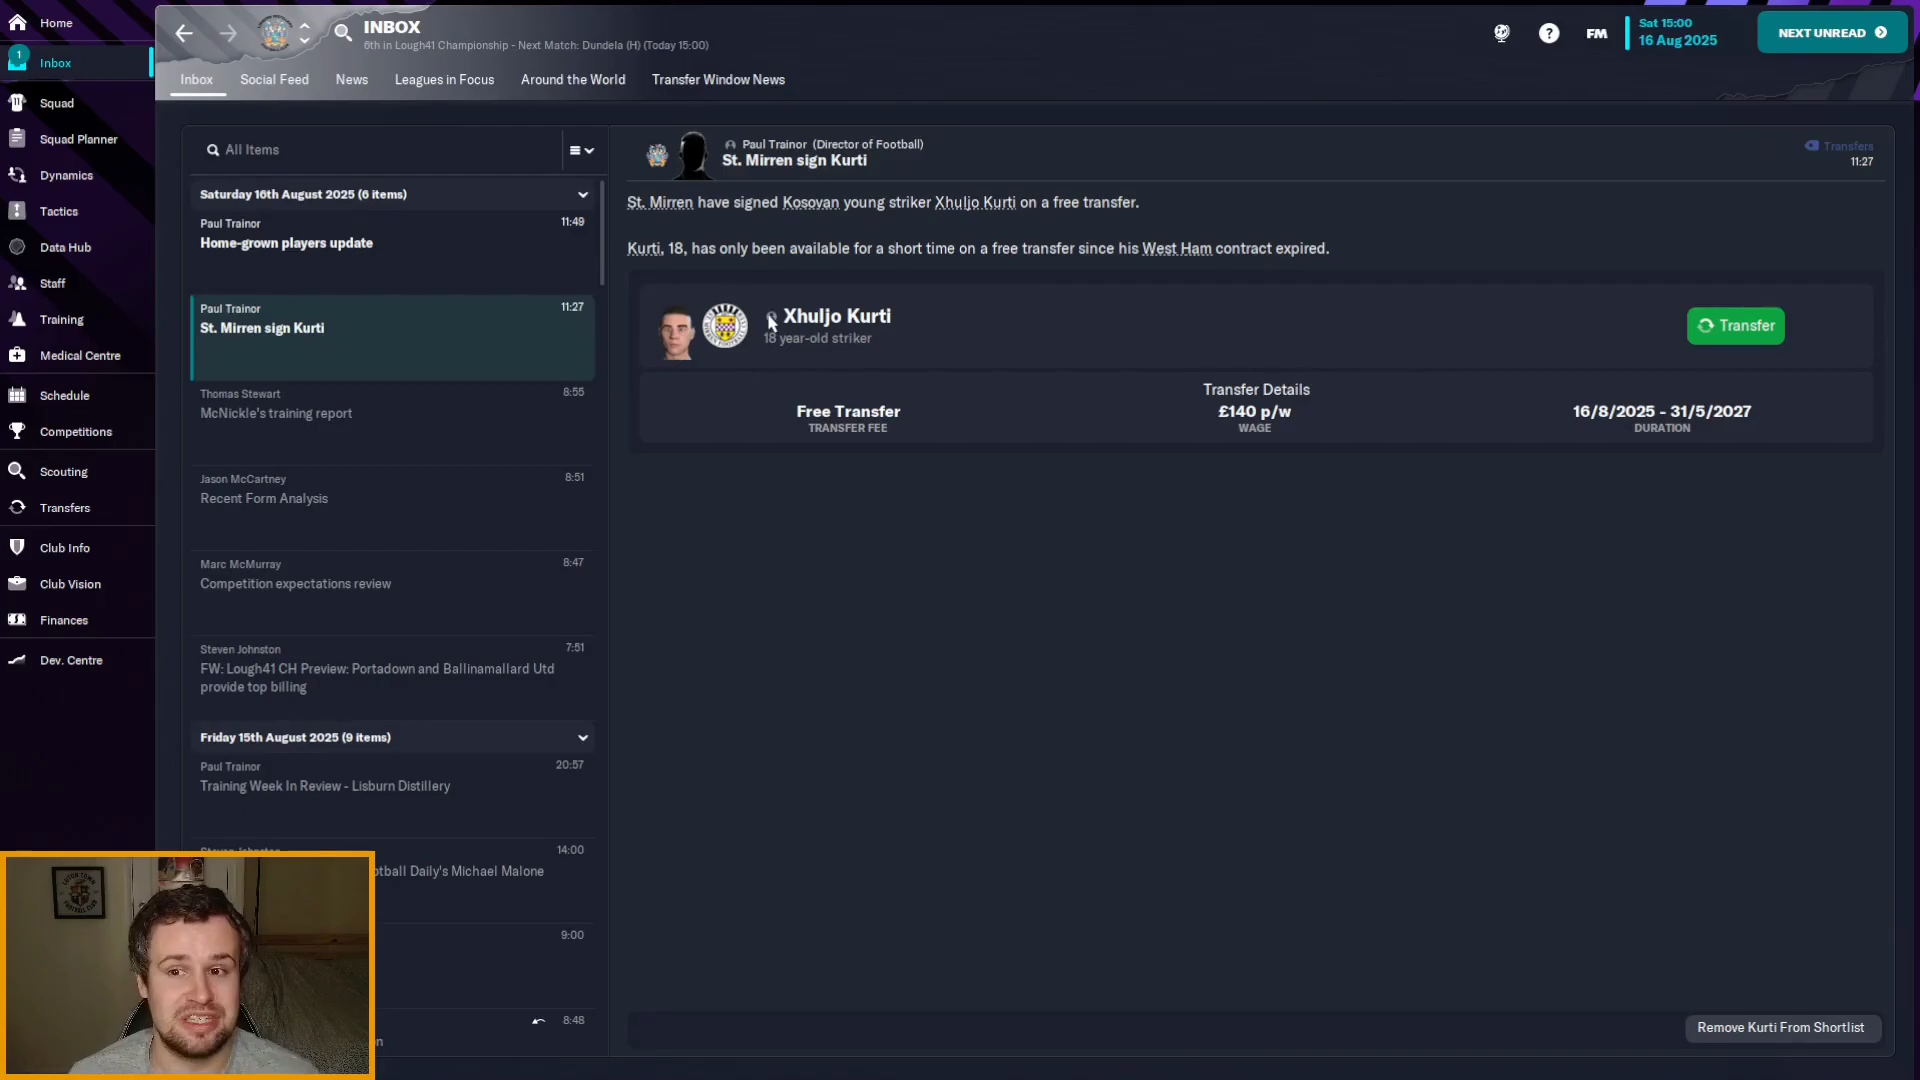 Home
1
Inbox
Squad
Squad Planner
Dynamics
Tactics
Data Hub
Staff
Training
Medical Centre
Schedule
Competitions
Scouting
Transfers
Club Info
Club Vision
Finances
Dev. Centre
INBOX
6th in Lough41 Championship - Next Match: Dundela (H) (Today 15:00)
FM
Sat 15:00
16 Aug 2025
NEXT UNREAD
Inbox
Social Feed
News
Leagues in Focus
Around the World
Transfer Window News
All Items
Saturday 16th August 2025 (6 items)
Paul Trainor 11:49
Home-grown players update
Paul Trainor 11:27
St. Mirren sign Kurti
Thomas Stewart 8:55
McNickle's training report
Jason McCartney 8:51
Recent Form Analysis
Marc McMurray 8:47
Competition expectations review
Steven Johnston 7:51
FW: Lough41 CH Preview: Portadown and Ballinamallard Utd
provide top billing
Friday 15th August 2025 (9 items)
Paul Trainor 20:57
Training Week In Review - Lisburn Distillery
14:00
otball Daily's Michael Malone
9:00
8:48
n
Paul Trainor (Director of Football)
St. Mirren sign Kurti
Transfers
11:27
St. Mirren have signed Kosovan young striker Xhuljo Kurti on a free transfer.
Kurti, 18, has only been available for a short time on a free transfer since his West Ham contract expired.
Xhuljo Kurti
18 year-old striker
Transfer
Transfer Details
Free Transfer
TRANSFER FEE
£140 p/w
WAGE
16/8/2025 - 31/5/2027
DURATION
Remove Kurti From Shortlist
LUTON TOWN